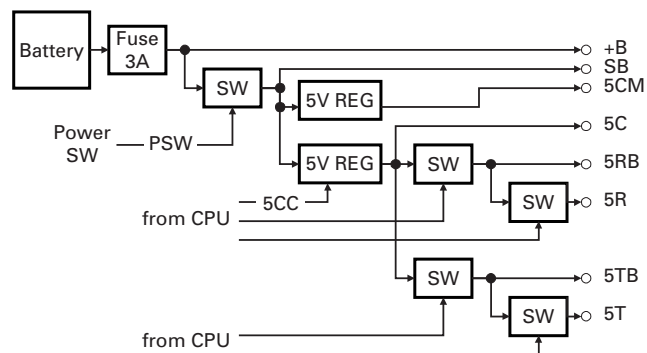 Battery
Fuse
3A
+B
SB
SW
5CM
5V REG
Power
SW
PSW
5C
5V REG
SW
5RB
5CC
SW
5R
from CPU
SW
5TB
SW
5T
from CPU